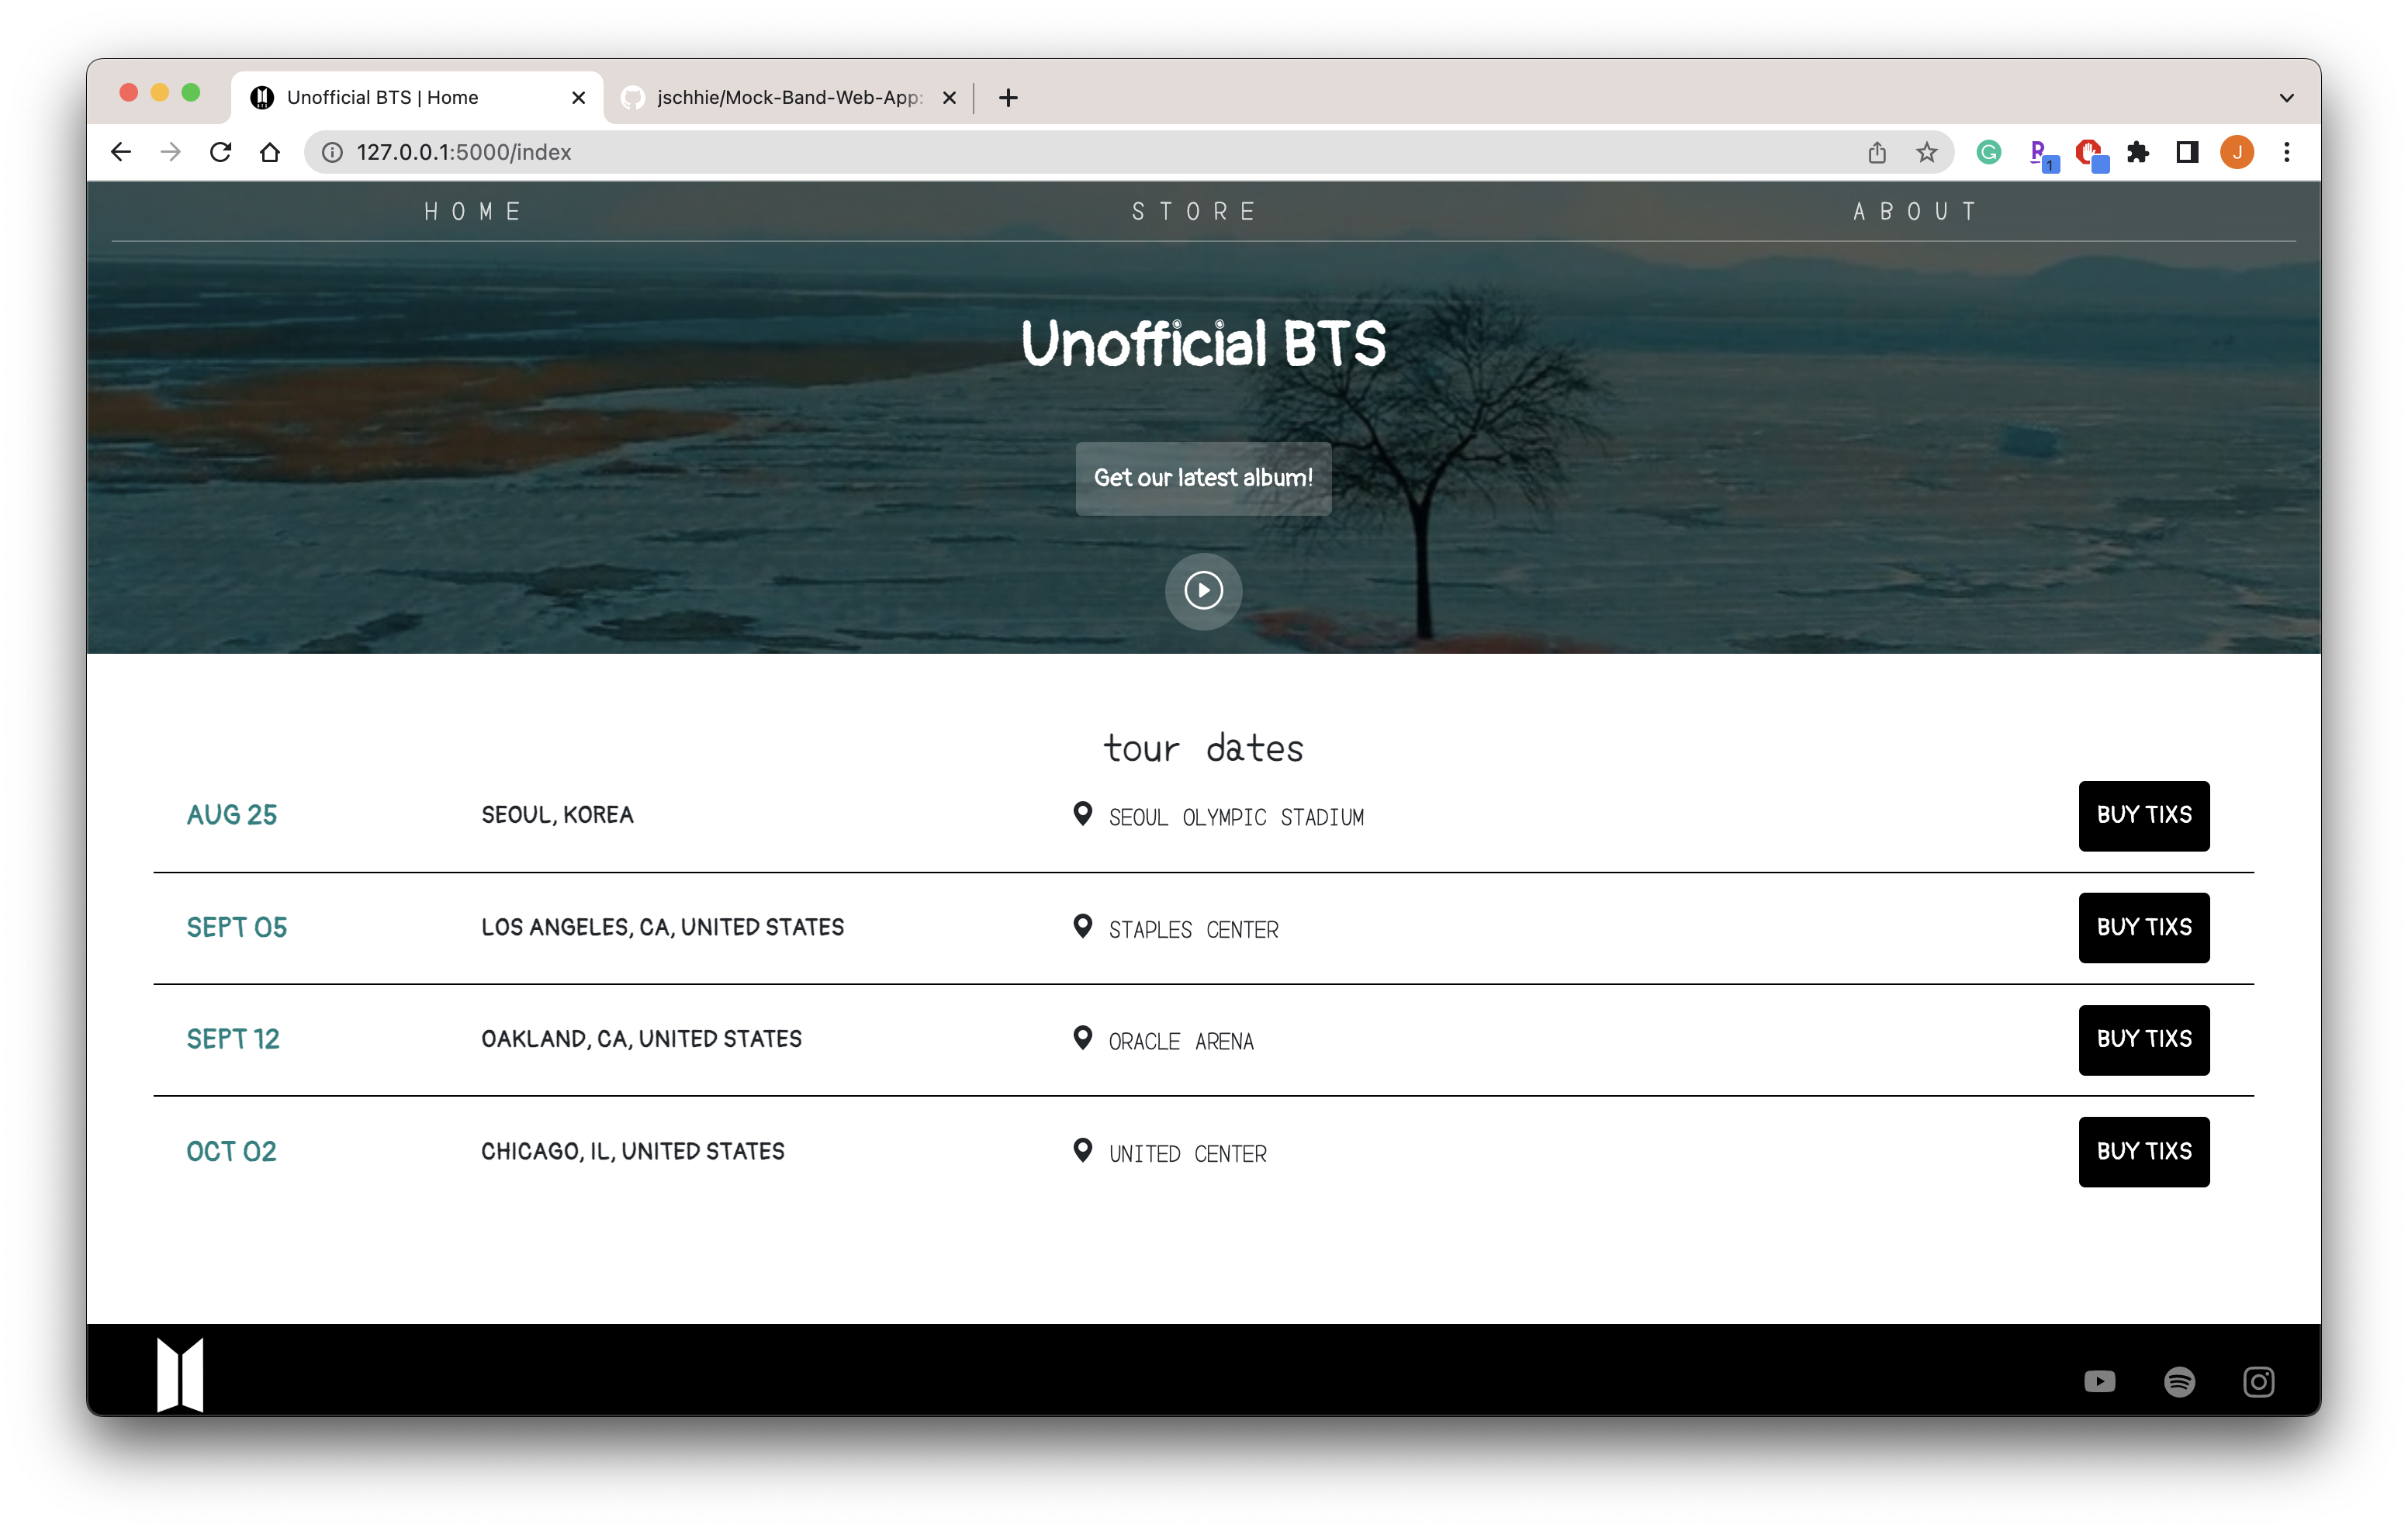 Unofficial BTS | Home
jschhie/Mock-Band-Web-App:
127.0.0.1:5000/index
1
J
HOME STORE ABOUT
Unofficial BTS
Get our latest album!
tour dates
AUG 25 SEOUL, KOREA SEOUL OLYMPIC STADIUM BUY TIXS
SEPT 05 LOS ANGELES, CA, UNITED STATES STAPLES CENTER BUY TIXS
SEPT 12 OAKLAND, CA, UNITED STATES ORACLE ARENA BUY TIXS
OCT 02 CHICAGO, IL, UNITED STATES UNITED CENTER BUY TIXS